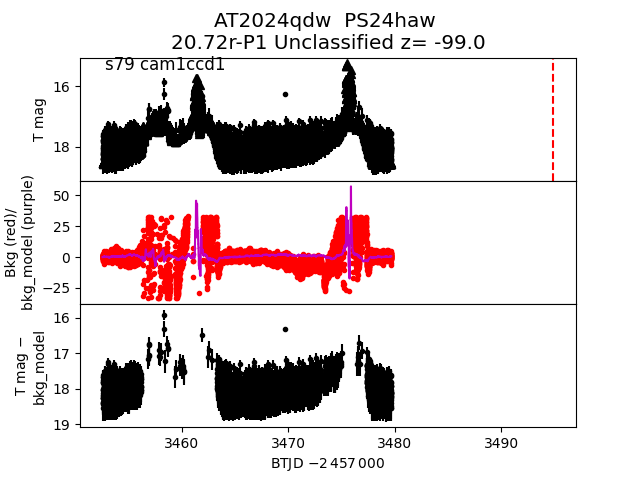 AT2024qdw  PS24haw
20.72r-P1 Unclassified z= -99.0
s79 cam1ccd1
T mag
16
18
Bkg (red)/
bkg_model (purple)
50
25
0
−25
T mag −
bkg_model
16
17
18
19
3460
3470
3480
3490
BTJD −2 457 000